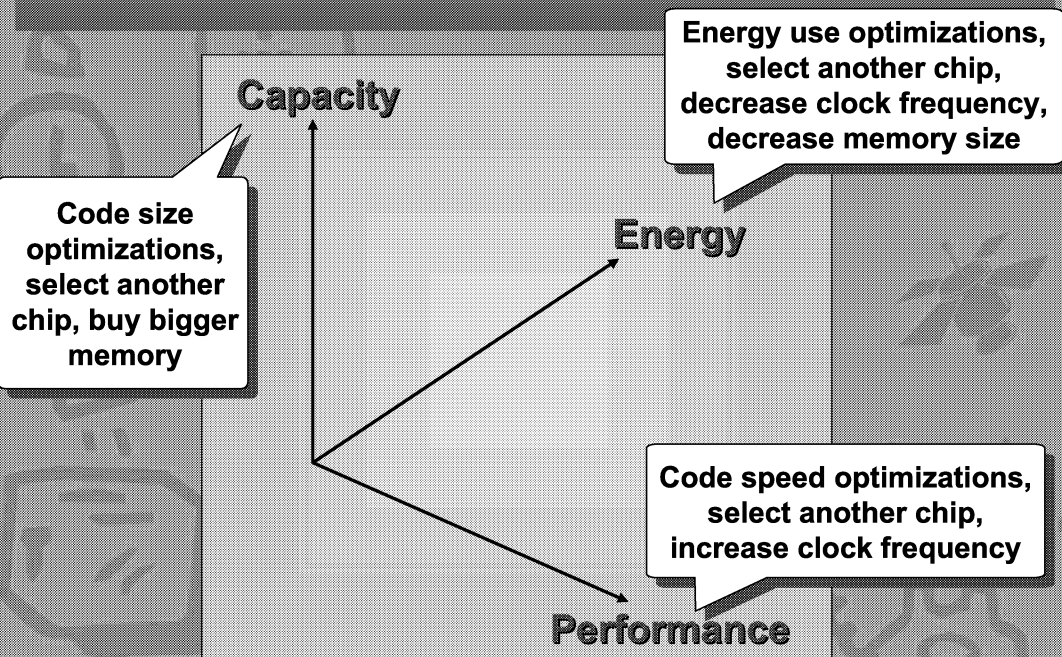 Energy use optimizations,
select another chip,
decrease clock frequency,
decrease memory size
Capacity
Code size
optimizations,
select another
chip, buy bigger
memory
Energy
Code speed optimizations,
select another chip,
increase clock frequency
Performance